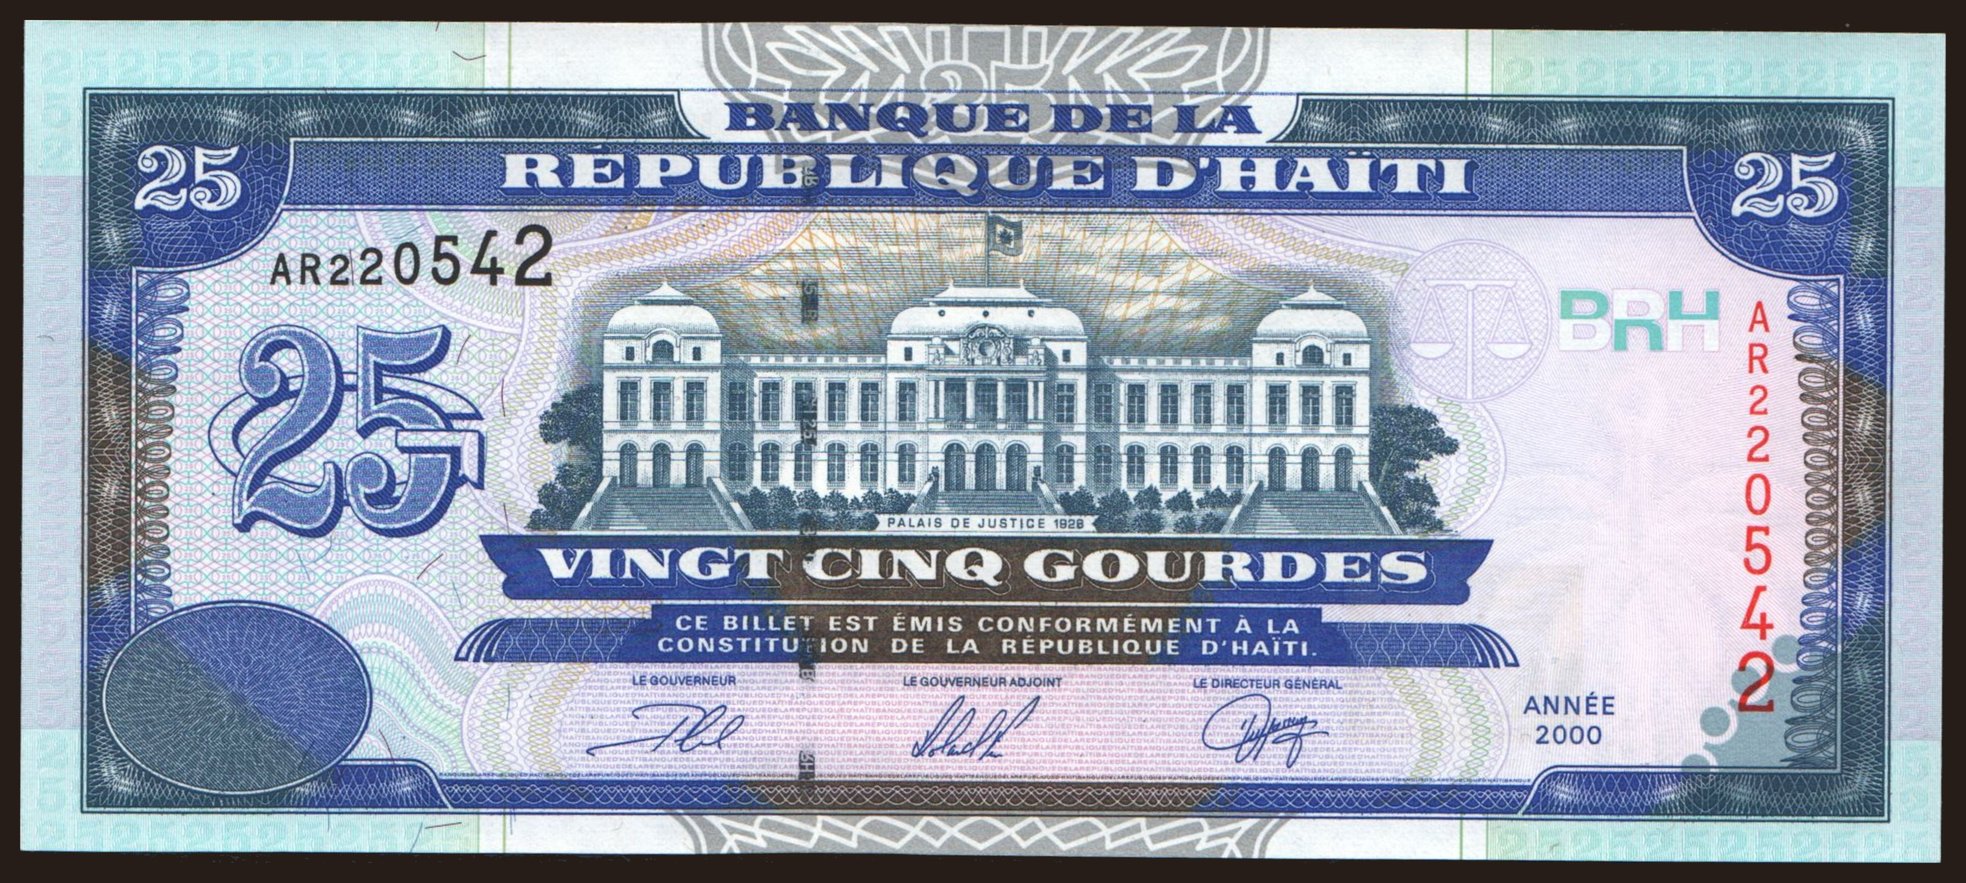 BANQUE DE LA
25 RÉPUBLIQUE D'HAÏTI 25
AR220542
BRH
25
AR220542
PALAIS DE JUSTICE 1928
VINGT CINQ GOURDES
CE BILLET EST ÉMIS CONFORMÉMENT À LA
CONSTITUTION DE LA RÉPUBLIQUE D'HAÏTI.
LE GOUVERNEUR LE GOUVERNEUR ADJOINT LE DIRECTEUR GÉNÉRAL
ANNÉE
2000